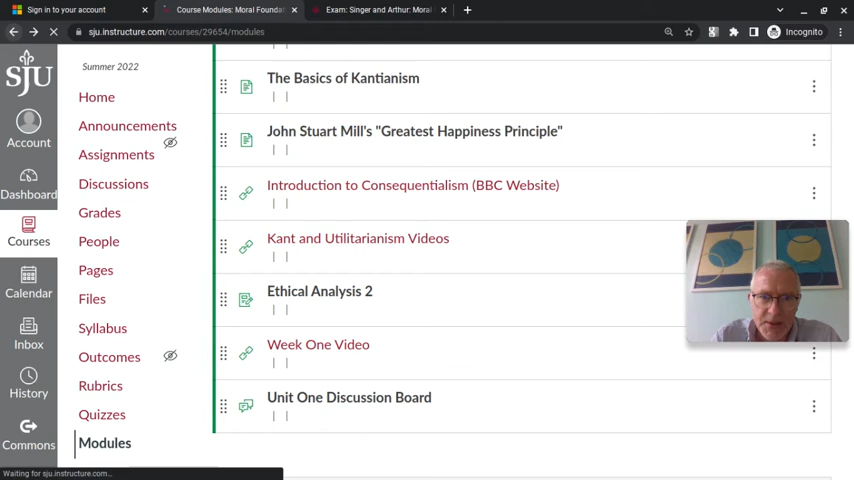 Sign in to your account
Course Modules: Moral Founda
Exam: Singer and Arthur: Moral
sju.instructure.com/courses/29654/modules
Incognito
SJU
Account
Dashboard
Courses
Calendar
Inbox
History
Commons
Summer 2022
Home
Announcements
Assignments
Discussions
Grades
People
Pages
Files
Syllabus
Outcomes
Rubrics
Quizzes
Modules
The Basics of Kantianism
| |
John Stuart Mill's "Greatest Happiness Principle"
| |
Introduction to Consequentialism (BBC Website)
| |
Kant and Utilitarianism Videos
| |
Ethical Analysis 2
| |
Week One Video
| |
Unit One Discussion Board
| |
Waiting for sju.instructure.com...